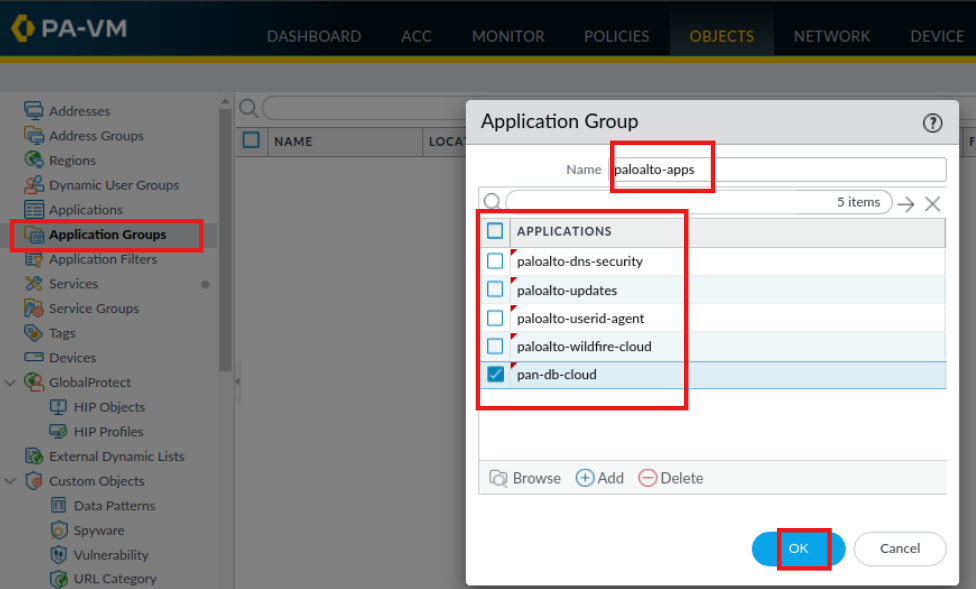 PA-VM
DASHBOARD ACC MONITOR POLICIES OBJECTS NETWORK DEVICE
Addresses
Address Groups
Regions
Dynamic User Groups
Applications
Application Groups
Application Filters
Services
Service Groups
Tags
Devices
GlobalProtect
HIP Objects
HIP Profiles
External Dynamic Lists
Custom Objects
Data Patterns
Spyware
Vulnerability
URL Category
NAME LOCA
F
Application Group
Name paloalto-apps
5 items
APPLICATIONS
paloalto-dns-security
paloalto-updates
paloalto-userid-agent
paloalto-wildfire-cloud
pan-db-cloud
Browse Add Delete
OK Cancel